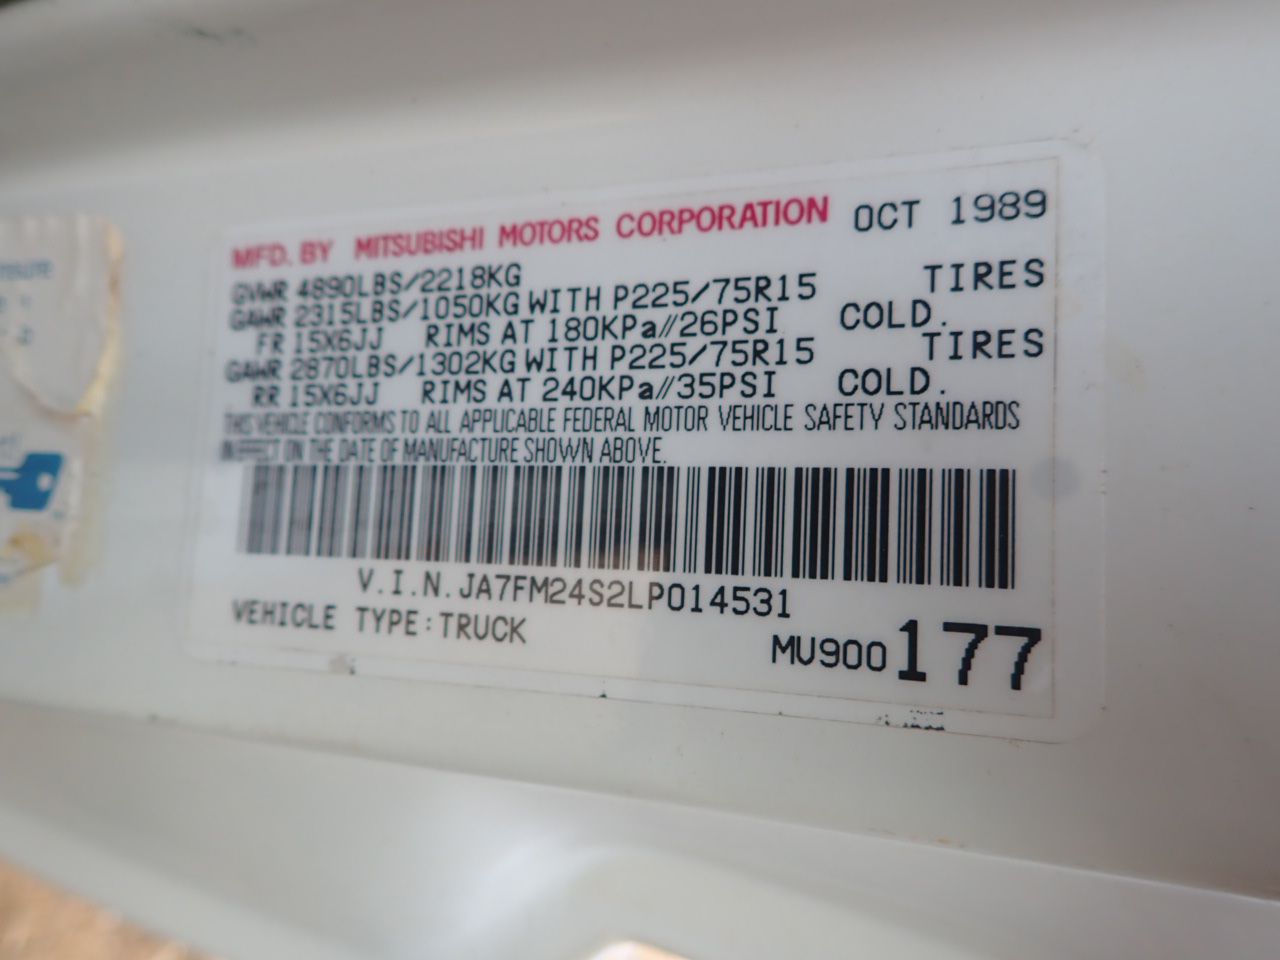 MFD. BY MITSUBISHI MOTORS CORPORATION OCT 1989
GVWR 4890LBS/2218KG
GAWR 2315LBS/1050KG WITH P225/75R15 TIRES
FR 15X6JJ RIMS AT 180KPa//26PSI COLD.
GAWR 2870LBS/1302KG WITH P225/75R15 TIRES
RR 15X6JJ RIMS AT 240KPa//35PSI COLD.
THIS VEHICLE CONFORMS TO ALL APPLICABLE FEDERAL MOTOR VEHICLE SAFETY STANDARDS
IN EFFECT ON THE DATE OF MANUFACTURE SHOWN ABOVE.
V.I.N. JA7FM24S2LP014531
VEHICLE TYPE:TRUCK
MV900177